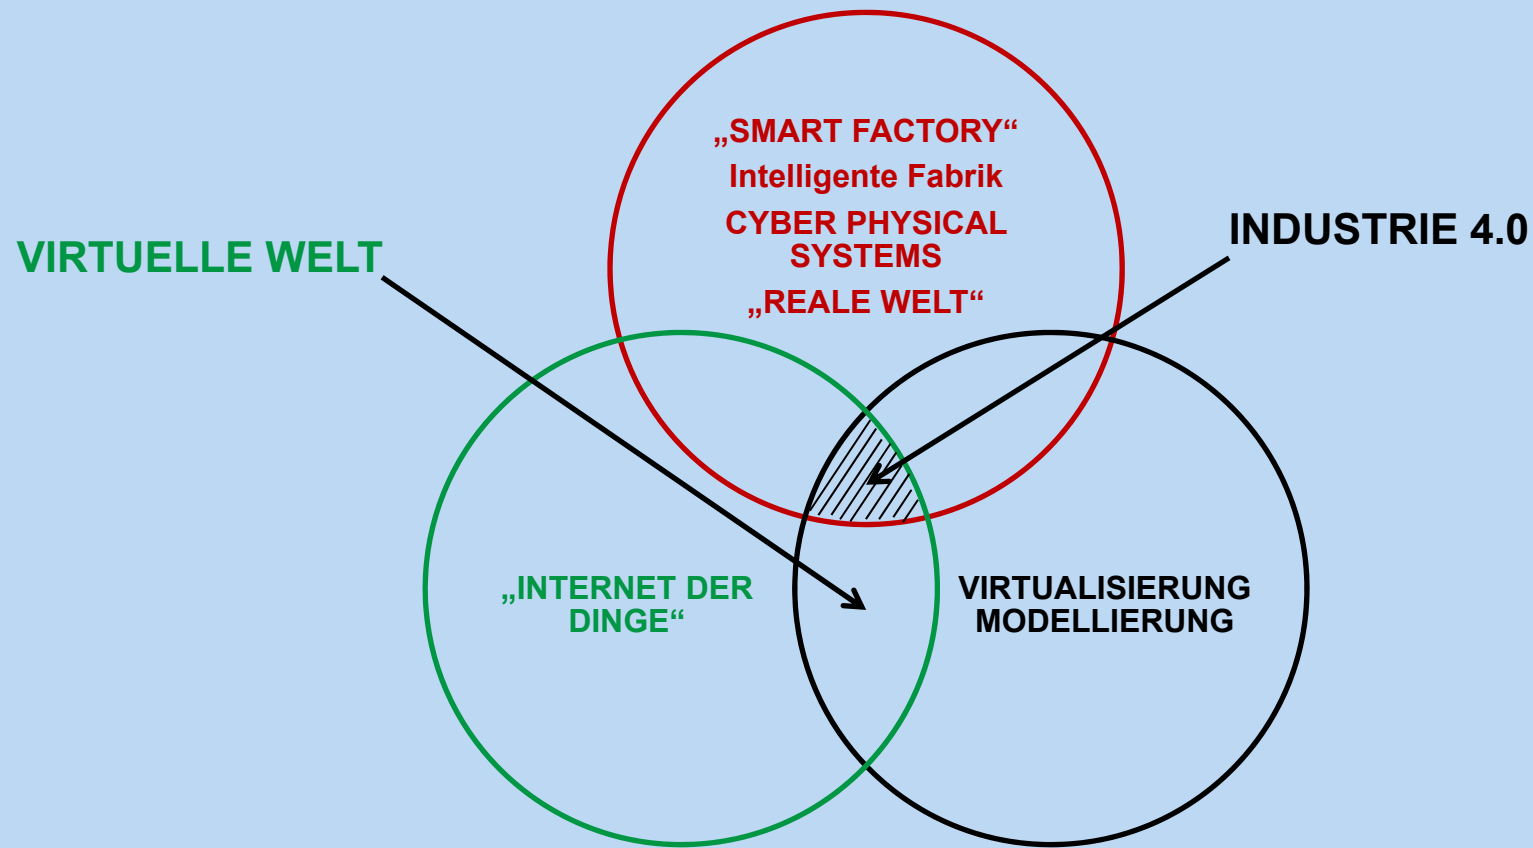 „SMART FACTORY“
Intelligente Fabrik
CYBER PHYSICAL
SYSTEMS
„REALE WELT“
VIRTUELLE WELT
INDUSTRIE 4.0
„INTERNET DER
DINGE“
VIRTUALISIERUNG
MODELLIERUNG